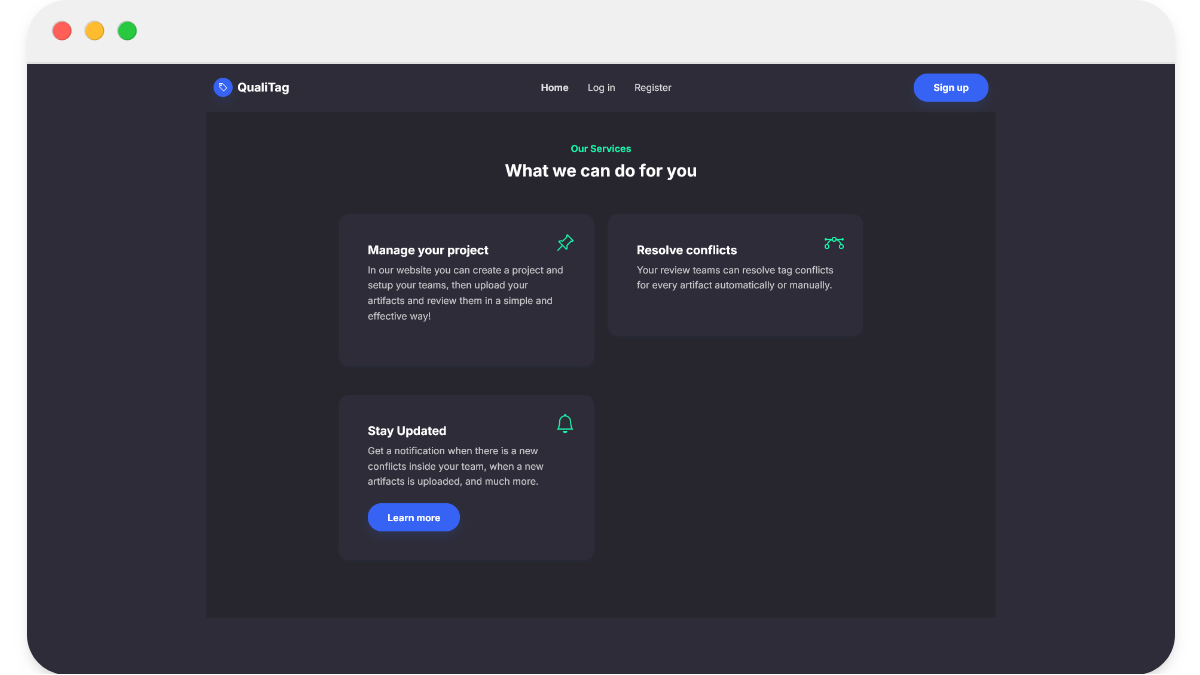 QualiTag
Home
Log in
Register
Sign up
Our Services
What we can do for you
Manage your project
In our website you can create a project and
setup your teams, then upload your
artifacts and review them in a simple and
effective way!
Resolve conflicts
Your review teams can resolve tag conflicts
for every artifact automatically or manually.
Stay Updated
Get a notification when there is a new
conflicts inside your team, when a new
artifacts is uploaded, and much more.
Learn more